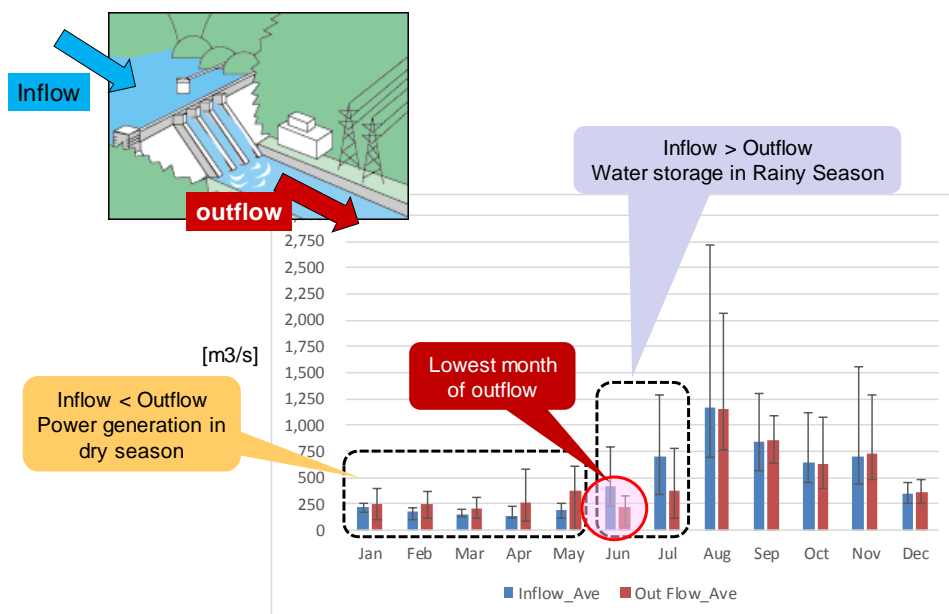 Inflow
outflow
Inflow > Outflow
Water storage in Rainy Season
[m3/s]
Lowest month
of outflow
Inflow < Outflow
Power generation in
dry season
2,750
2,500
2,250
2,000
1,750
1,500
1,250
1,000
750
500
250
0
Jan Feb Mar Apr May Jun Jul Aug Sep Oct Nov Dec
Inflow_Ave Out Flow_Ave